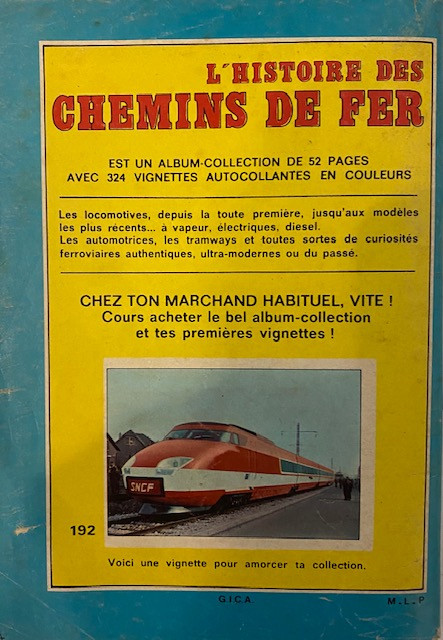 L'HISTOIRE DES
CHEMINS DE FER
EST UN ALBUM-COLLECTION DE 52 PAGES
AVEC 324 VIGNETTES AUTOCOLLANTES EN COULEURS
Les locomotives, depuis la toute première, jusqu'aux modèles
les plus récents... à vapeur, électriques, diesel.
Les automotrices, les tramways et toutes sortes de curiosités
ferroviaires authentiques, ultra-modernes ou du passé.
CHEZ TON MARCHAND HABITUEL, VITE !
Cours acheter le bel album-collection
et tes premières vignettes !
SNCF
192
Voici une vignette pour amorcer ta collection.
G.I.C.A.
M.L.P